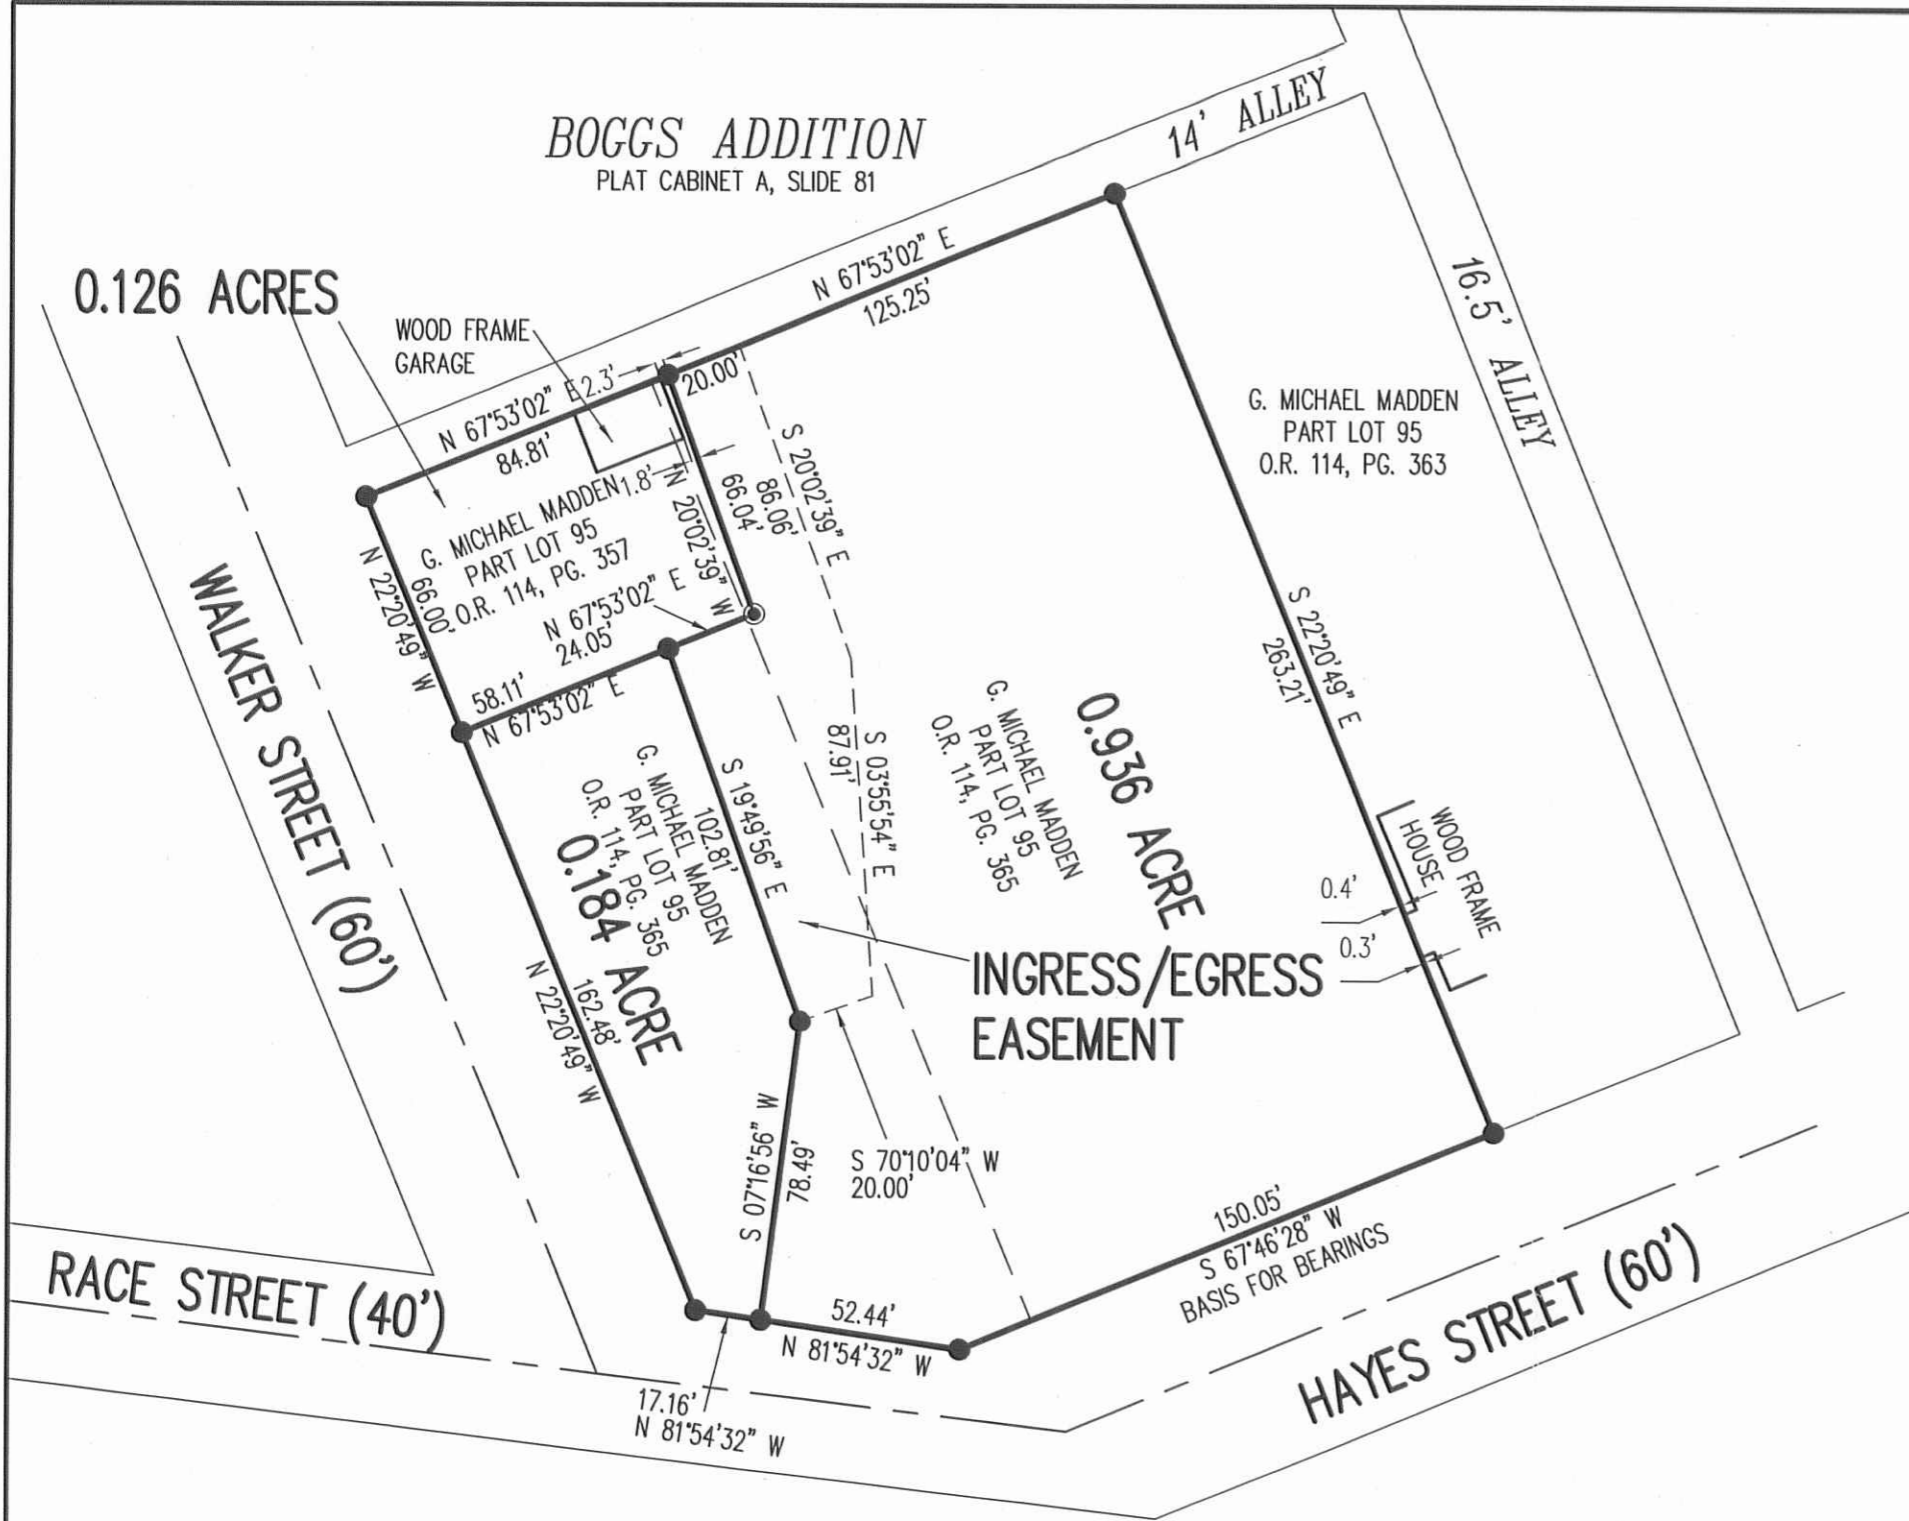 BOGGS ADDITION
PLAT CABINET A, SLIDE 81
14' ALLEY
16.5' ALLEY
0.126 ACRES
WOOD FRAME
GARAGE
N 67°53'02" E
125.25'
N 67°53'02" E
84.81'
2.3'
20.00'
1.8'
S 20°02'39" E
86.06'
66.04'
N 20°02'39" W
G. MICHAEL MADDEN
PART LOT 95
O.R. 114, PG. 363
G. MICHAEL MADDEN
PART LOT 95
O.R. 114, PG. 357
N 22°20'49" W
66.00'
N 67°53'02" E
24.05'
58.11'
N 67°53'02" E
WALKER STREET (60')
S 22°20'49" E
263.21'
S 03°55'54" E
87.91'
G. MICHAEL MADDEN
PART LOT 95
O.R. 114, PG. 365
0.936 ACRE
S 19°49'56" E
102.81'
G. MICHAEL MADDEN
PART LOT 95
O.R. 114, PG. 365
0.184 ACRE
162.48'
N 22°20'49" W
WOOD FRAME
HOUSE
0.4'
0.3'
INGRESS/EGRESS
EASEMENT
S 07°16'56" W
78.49'
S 70°10'04" W
20.00'
150.05'
S 67°46'28" W
BASIS FOR BEARINGS
RACE STREET (40')
52.44'
N 81°54'32" W
17.16'
N 81°54'32" W
HAYES STREET (60')